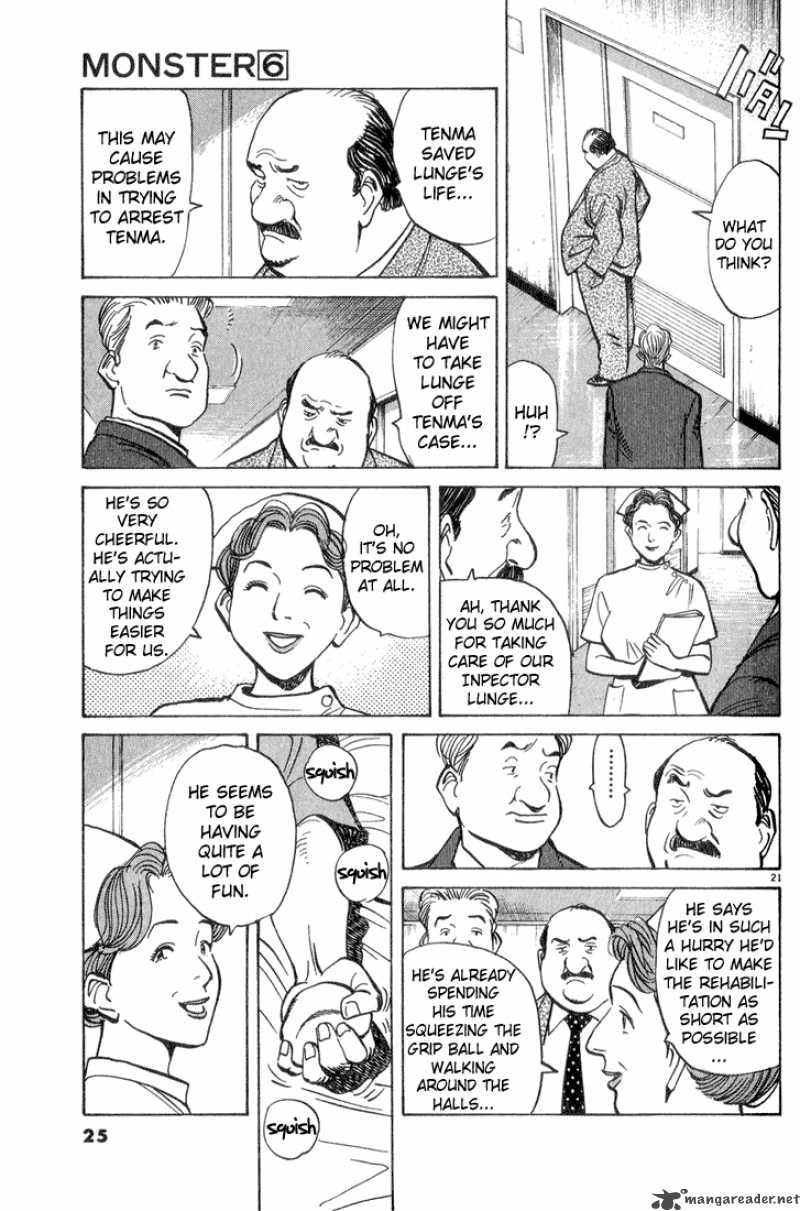 MONSTER 6
バタン!
WHAT
DO YOU
THINK?
HUH
!?
TENMA
SAVED
LUNGE'S
LIFE...
THIS MAY
CAUSE
PROBLEMS
IN TRYING
TO ARREST
TENMA.
WE MIGHT
HAVE
TO TAKE
LUNGE
OFF
TENMA'S
CASE...
AH, THANK
YOU SO MUCH
FOR TAKING
CARE OF OUR
INPECTOR
LUNGE...
OH,
IT'S NO
PROBLEM
AT ALL.
HE'S SO
VERY
CHEERFUL.
HE'S ACTU-
ALLY TRYING
TO MAKE
THINGS
EASIER
FOR US.
........
21
HE SAYS
HE'S IN SUCH
A HURRY HE'D
LIKE TO MAKE
THE REHABILI-
TATION AS
SHORT AS
POSSIBLE
...
HE'S ALREADY
SPENDING
HIS TIME
SQUEEZING THE
GRIP BALL AND
WALKING
AROUND THE
HALLS...
squish
squish
squish
HE SEEMS
TO BE
HAVING
QUITE A
LOT OF
FUN.
25
mangareader.net